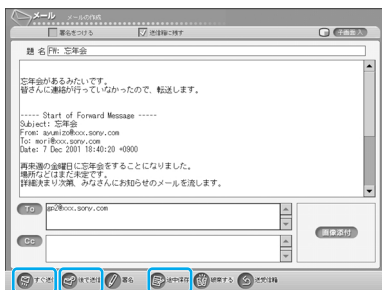 メール メールの作成
署名をつける 送信箱に残す 子画面 入
題 名 FW: 忘年会
忘年会があるみたいです。
皆さんに連絡が行っていなかったので、転送します。
----- Start of Forward Message -----
Subject: 忘年会
From: ayumizo@xxx.sony.com
To: mori@xxx.sony.com
Date: 7 Dec 2001 18:40:20 +0900
再来週の金曜日に忘年会をすることになりました。
場所などはまだ未定です。
詳細決まり次第、みなさんにお知らせのメールを流します。
To ap2@xxx.sony.com
画像添付
Cc
すぐ送信 後で送信 署名 途中保存 破棄する 送受信箱